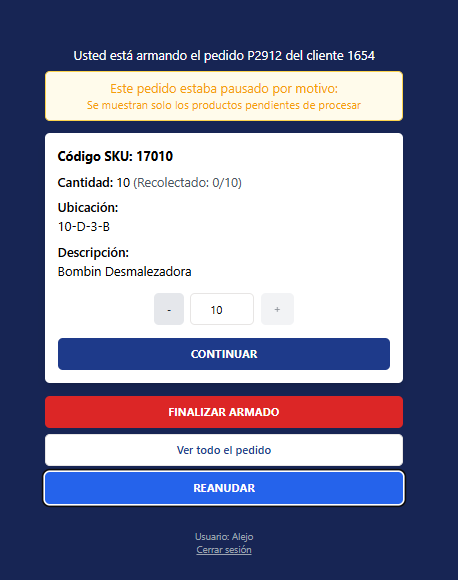 Usted está armando el pedido P2912 del cliente 1654
Este pedido estaba pausado por motivo:
Se muestran solo los productos pendientes de procesar
Código SKU: 17010
Cantidad: 10 (Recolectado: 0/10)
Ubicación:
10-D-3-B
Descripción:
Bombin Desmalezadora
- 10 +
CONTINUAR
FINALIZAR ARMADO
Ver todo el pedido
REANUDAR
Usuario: Alejo
Cerrar sesión